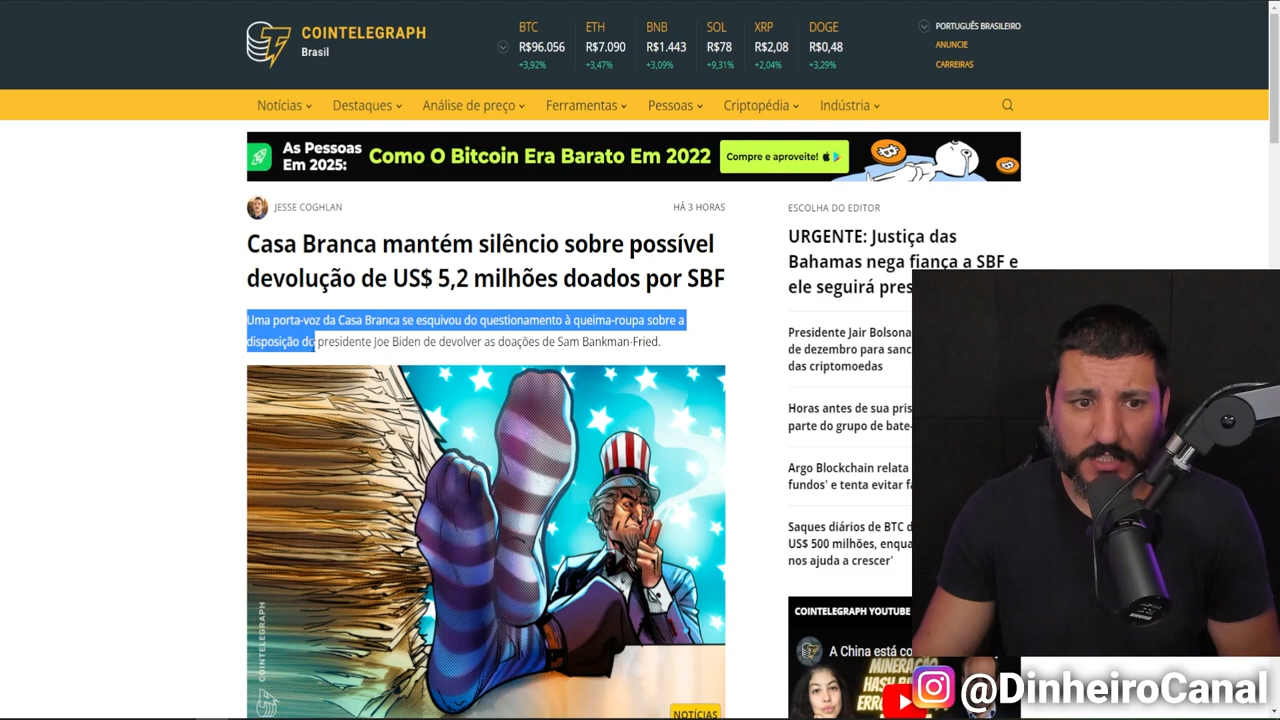 COINTELEGRAPH
Brasil
BTC
R$96.056
+3,92%
ETH
R$7.090
+3,47%
BNB
R$1.443
+3,09%
SOL
R$78
+9,31%
XRP
R$2,08
+2,04%
DOGE
R$0,48
+3,29%
PORTUGUÊS BRASILEIRO
ANUNCIE
CARREIRAS
Notícias
Destaques
Análise de preço
Ferramentas
Pessoas
Criptopédia
Indústria
As Pessoas
Em 2025:
Como O Bitcoin Era Barato Em 2022
Compre e aproveite!
JESSE COGHLAN
HÁ 3 HORAS
Casa Branca mantém silêncio sobre possível
devolução de US$ 5,2 milhões doados por SBF
Uma porta-voz da Casa Branca se esquivou do questionamento à queima-roupa sobre a
disposição do presidente Joe Biden de devolver as doações de Sam Bankman-Fried.
COINTELEGRAPH
NOTÍCIAS
ESCOLHA DO EDITOR
URGENTE: Justiça das
Bahamas nega fiança a SBF e
ele seguirá pres
Presidente Jair Bolsona
de dezembro para sanc
das criptomoedas
Horas antes de sua pris
parte do grupo de bate-
Argo Blockchain relata
fundos' e tenta evitar fa
Saques diários de BTC d
US$ 500 milhões, enqua
nos ajuda a crescer'
COINTELEGRAPH YOUTUBE
A China está co
MINERAÇÃO
HASH
@DinheiroCanal